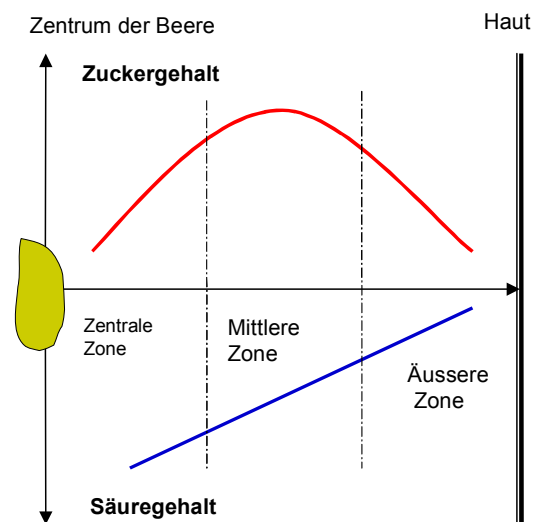 Zentrum der Beere
Haut
Zuckergehalt
Zentrale
Zone
Mittlere
Zone
Äussere
Zone
Säuregehalt